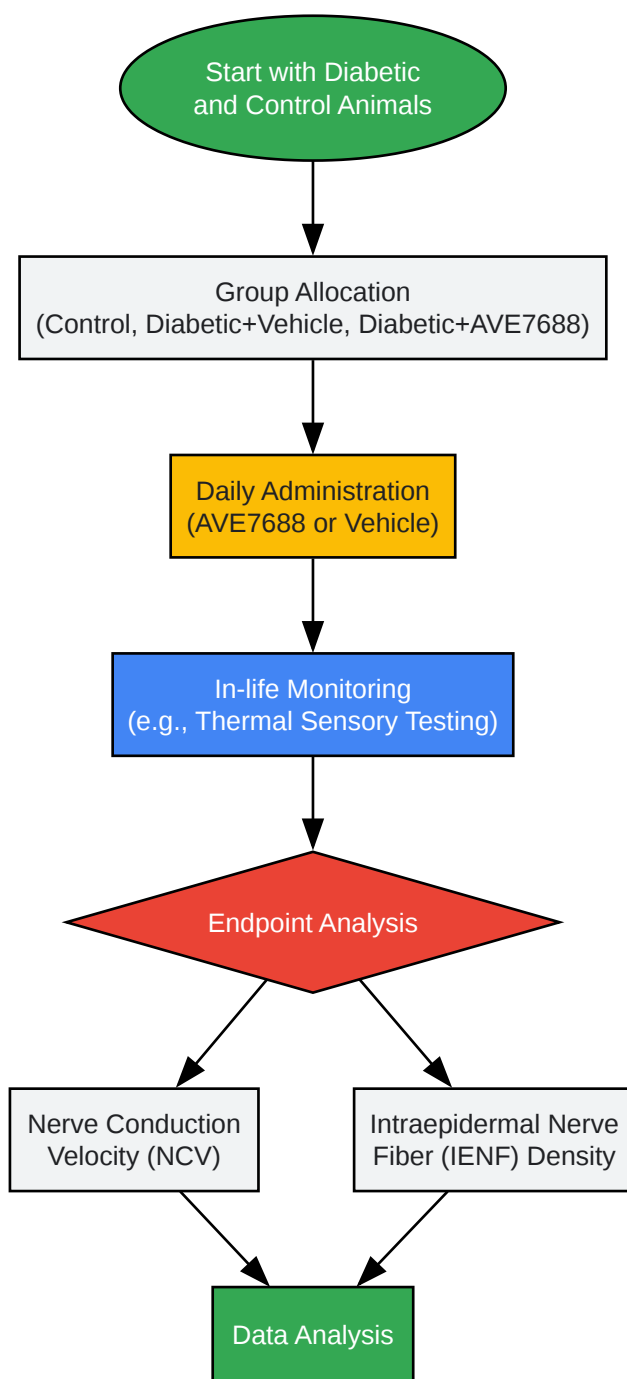 Start with Diabetic
and Control Animals
Group Allocation
(Control, Diabetic+Vehicle, Diabetic+AVE7688)
Daily Administration
(AVE7688 or Vehicle)
In-life Monitoring
(e.g., Thermal Sensory Testing)
Endpoint Analysis
Nerve Conduction
Velocity (NCV)
Intraepidermal Nerve
Fiber (IENF) Density
Data Analysis